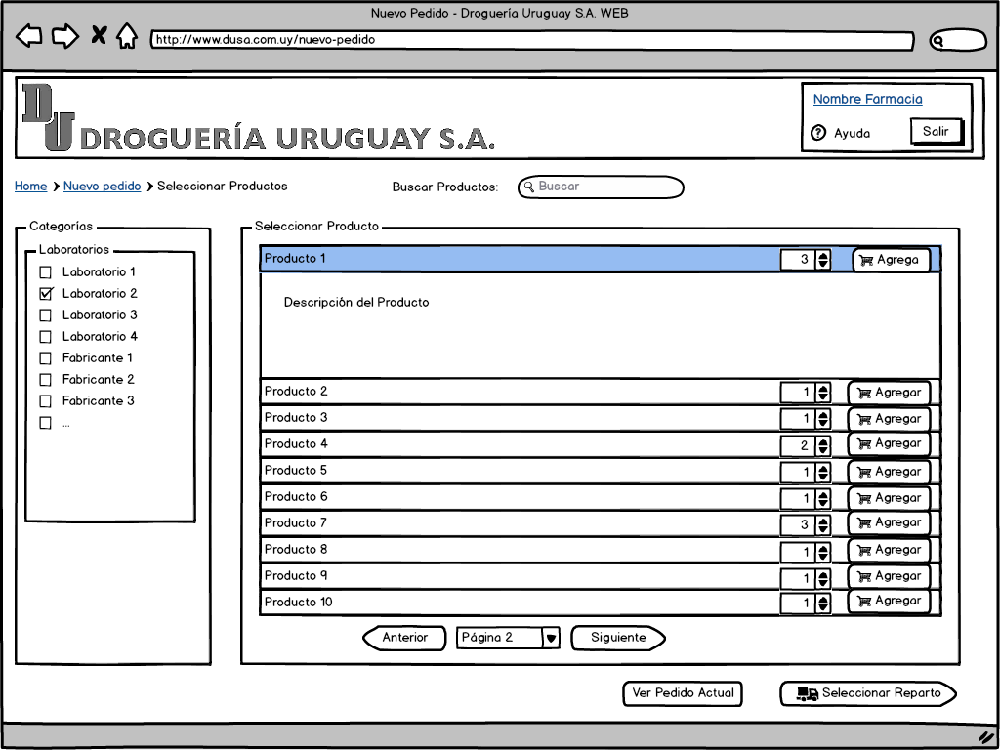 Nuevo Pedido - Droguería Uruguay S.A. WEB
http://www.dusa.com.uy/nuevo-pedido
DU DROGUERÍA URUGUAY S.A.
Nombre Farmacia
? Ayuda
Salir
Home > Nuevo pedido > Seleccionar Productos
Buscar Productos: Buscar
Categorías
Laboratorios
Laboratorio 1
Laboratorio 2
Laboratorio 3
Laboratorio 4
Fabricante 1
Fabricante 2
Fabricante 3
...
Seleccionar Producto
Producto 1 3 Agrega
Descripción del Producto
Producto 2 1 Agregar
Producto 3 1 Agregar
Producto 4 2 Agregar
Producto 5 1 Agregar
Producto 6 1 Agregar
Producto 7 3 Agregar
Producto 8 1 Agregar
Producto 9 1 Agregar
Producto 10 1 Agregar
Anterior Página 2 Siguiente
Ver Pedido Actual Seleccionar Reparto